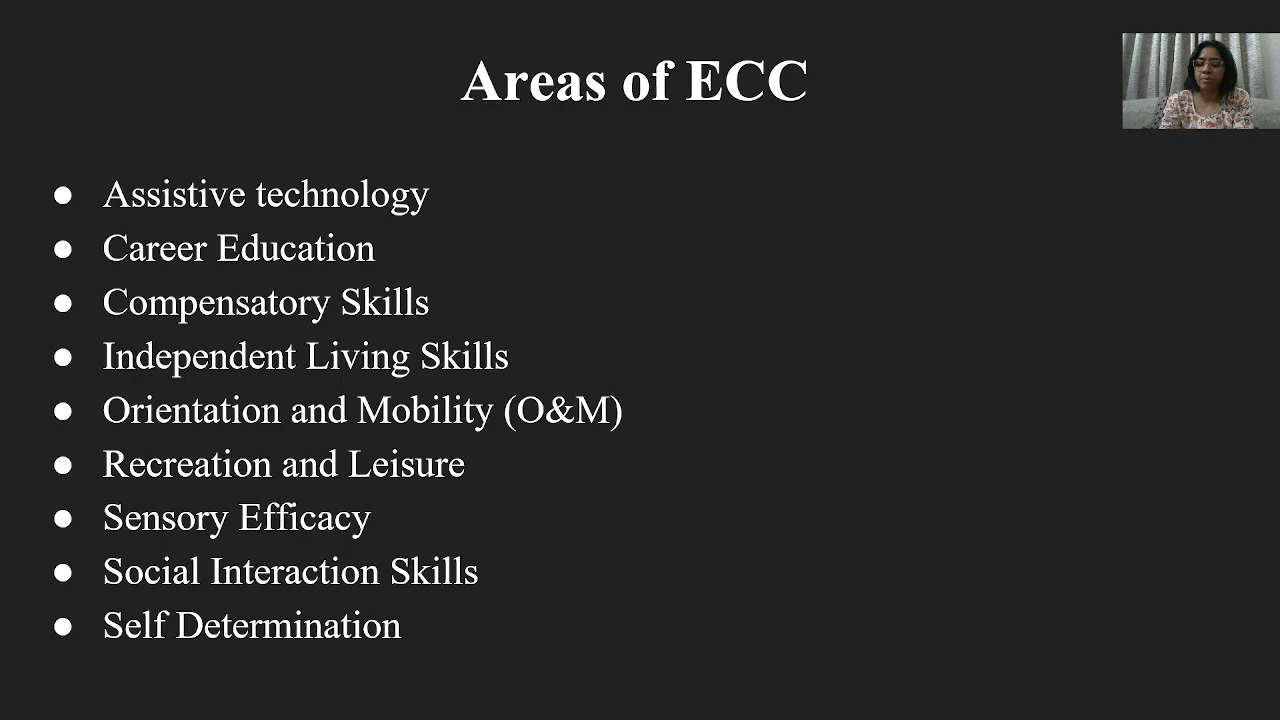 Areas of ECC
● Assistive technology
● Career Education
● Compensatory Skills
● Independent Living Skills
● Orientation and Mobility (O&M)
● Recreation and Leisure
● Sensory Efficacy
● Social Interaction Skills
● Self Determination